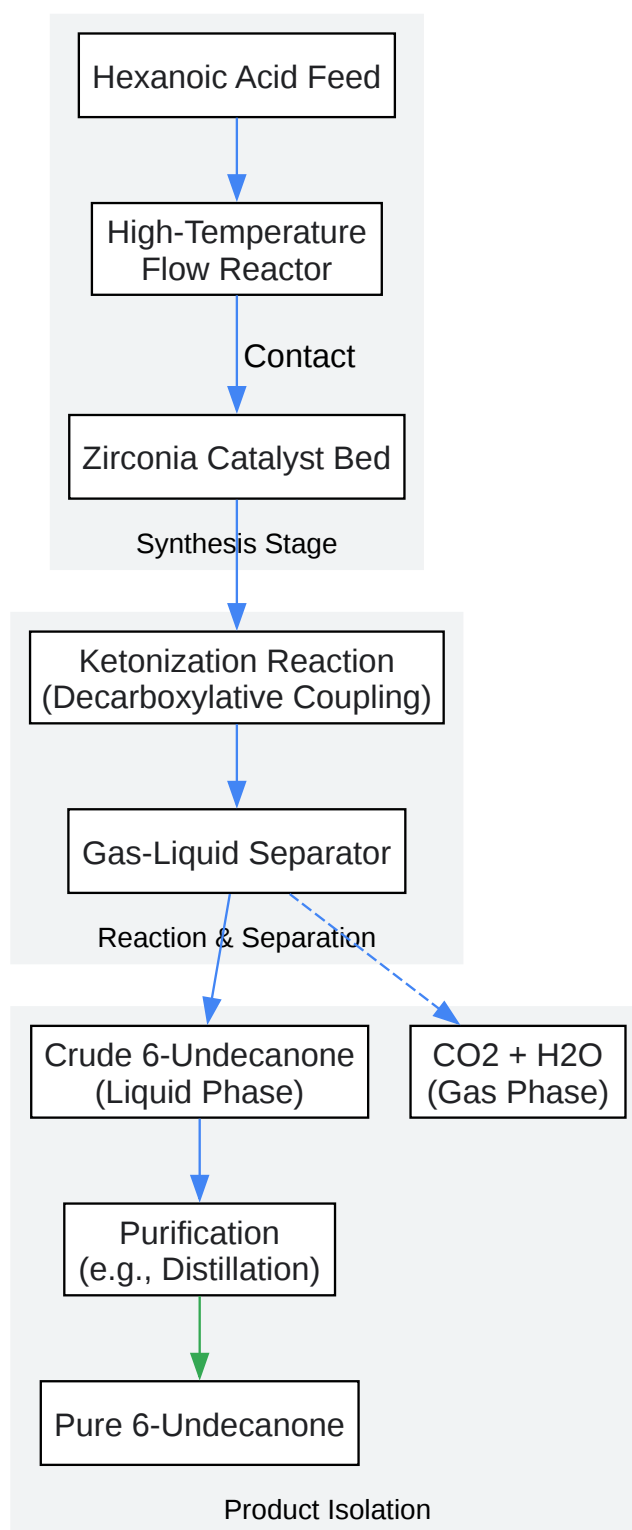 Hexanoic Acid Feed
High-Temperature
Flow Reactor
Contact
Zirconia Catalyst Bed
Synthesis Stage
Ketonization Reaction
(Decarboxylative Coupling)
Gas-Liquid Separator
Reaction & Separation
Crude 6-Undecanone
(Liquid Phase)
CO2 + H2O
(Gas Phase)
Purification
(e.g., Distillation)
Pure 6-Undecanone
Product Isolation